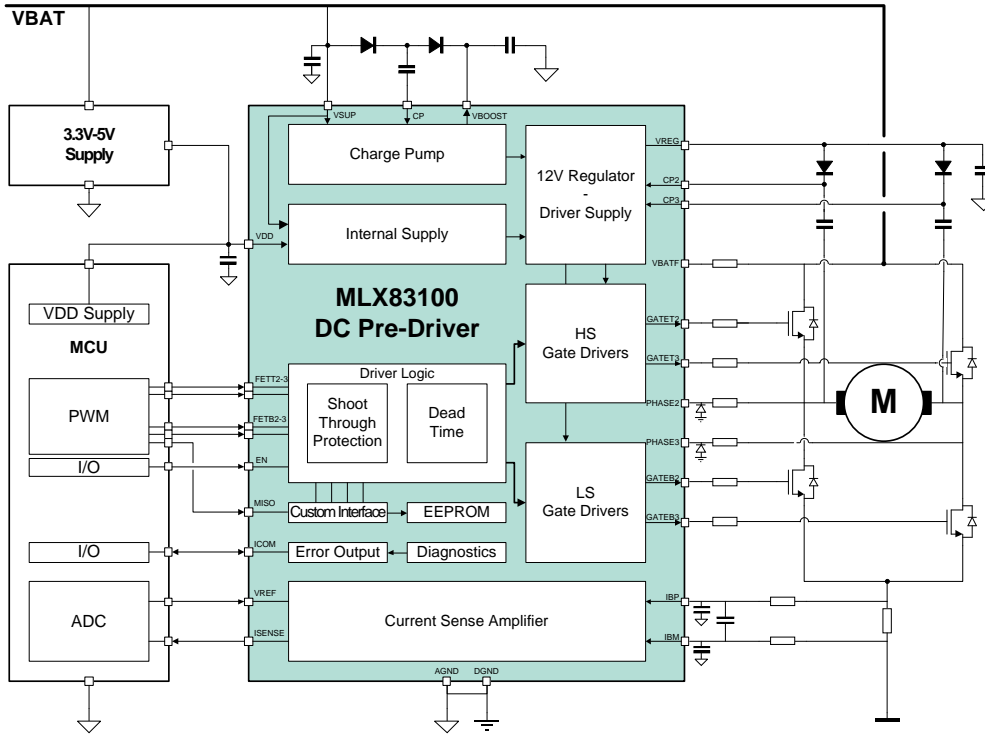 VBAT
3.3V-5V
Supply
VSUP
CP
VBOOST
Charge Pump
12V Regulator
-
Driver Supply
VREG
CP2
CP3
Internal Supply
VDD
VBATF
MLX83100
DC Pre-Driver
VDD Supply
MCU
HS
Gate Drivers
GATET2
GATET3
PHASE2
PHASE3
M
Driver Logic
Shoot
Through
Protection
Dead
Time
PWM
FETT2-3
FETB2-3
I/O
EN
LS
Gate Drivers
GATEB2
GATEB3
MISO
Custom Interface
EEPROM
I/O
ICOM
Error Output
Diagnostics
ADC
VREF
ISENSE
Current Sense Amplifier
IBP
IBM
AGND
DGND